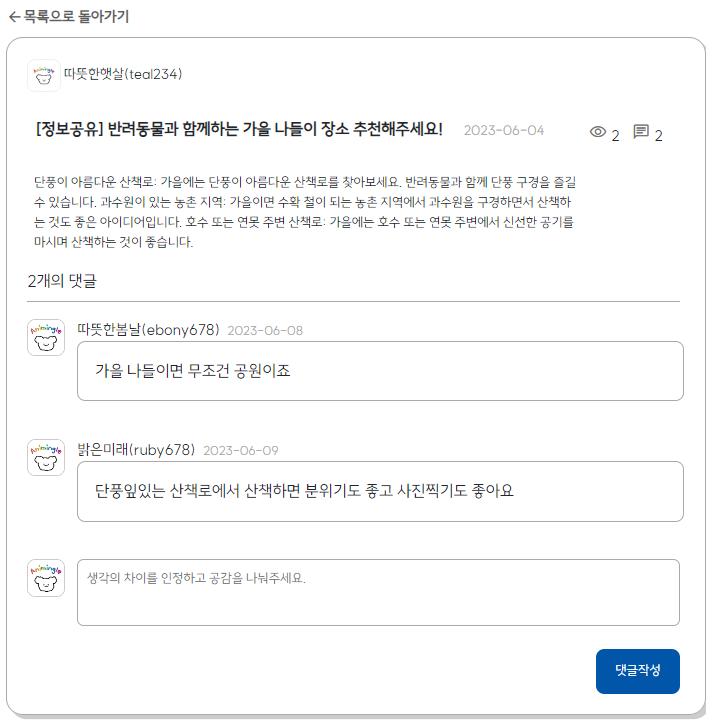 ← 목록으로 돌아가기
Animingle
따뜻한햇살(teal234)
[정보공유] 반려동물과 함께하는 가을 나들이 장소 추천해주세요! 2023-06-04 2 2
단풍이 아름다운 산책로: 가을에는 단풍이 아름다운 산책로를 찾아보세요. 반려동물과 함께 단풍 구경을 즐길
수 있습니다. 과수원이 있는 농촌 지역: 가을이면 수확 철이 되는 농촌 지역에서 과수원을 구경하면서 산책하
는 것도 좋은 아이디어입니다. 호수 또는 연못 주변 산책로: 가을에는 호수 또는 연못 주변에서 신선한 공기를
마시며 산책하는 것이 좋습니다.
2개의 댓글
Animingle
따뜻한봄날(ebony678) 2023-06-08
가을 나들이면 무조건 공원이죠
Animingle
밝은미래(ruby678) 2023-06-09
단풍잎있는 산책로에서 산책하면 분위기도 좋고 사진찍기도 좋아요
Animingle
생각의 차이를 인정하고 공감을 나눠주세요.
댓글작성